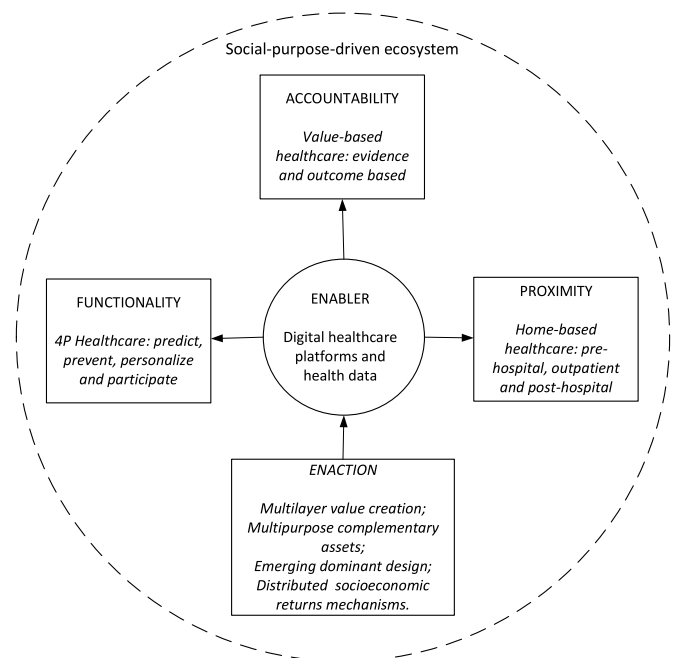 Social-purpose-driven ecosystem
ACCOUNTABILITY
Value-based
healthcare: evidence
and outcome based
FUNCTIONALITY
4P Healthcare: predict,
prevent, personalize
and participate
ENABLER
Digital healthcare
platforms and
health data
PROXIMITY
Home-based
healthcare: pre-
hospital, outpatient
and post-hospital
ENACTION
Multilayer value creation;
Multipurpose complementary
assets;
Emerging dominant design;
Distributed socioeconomic
returns mechanisms.